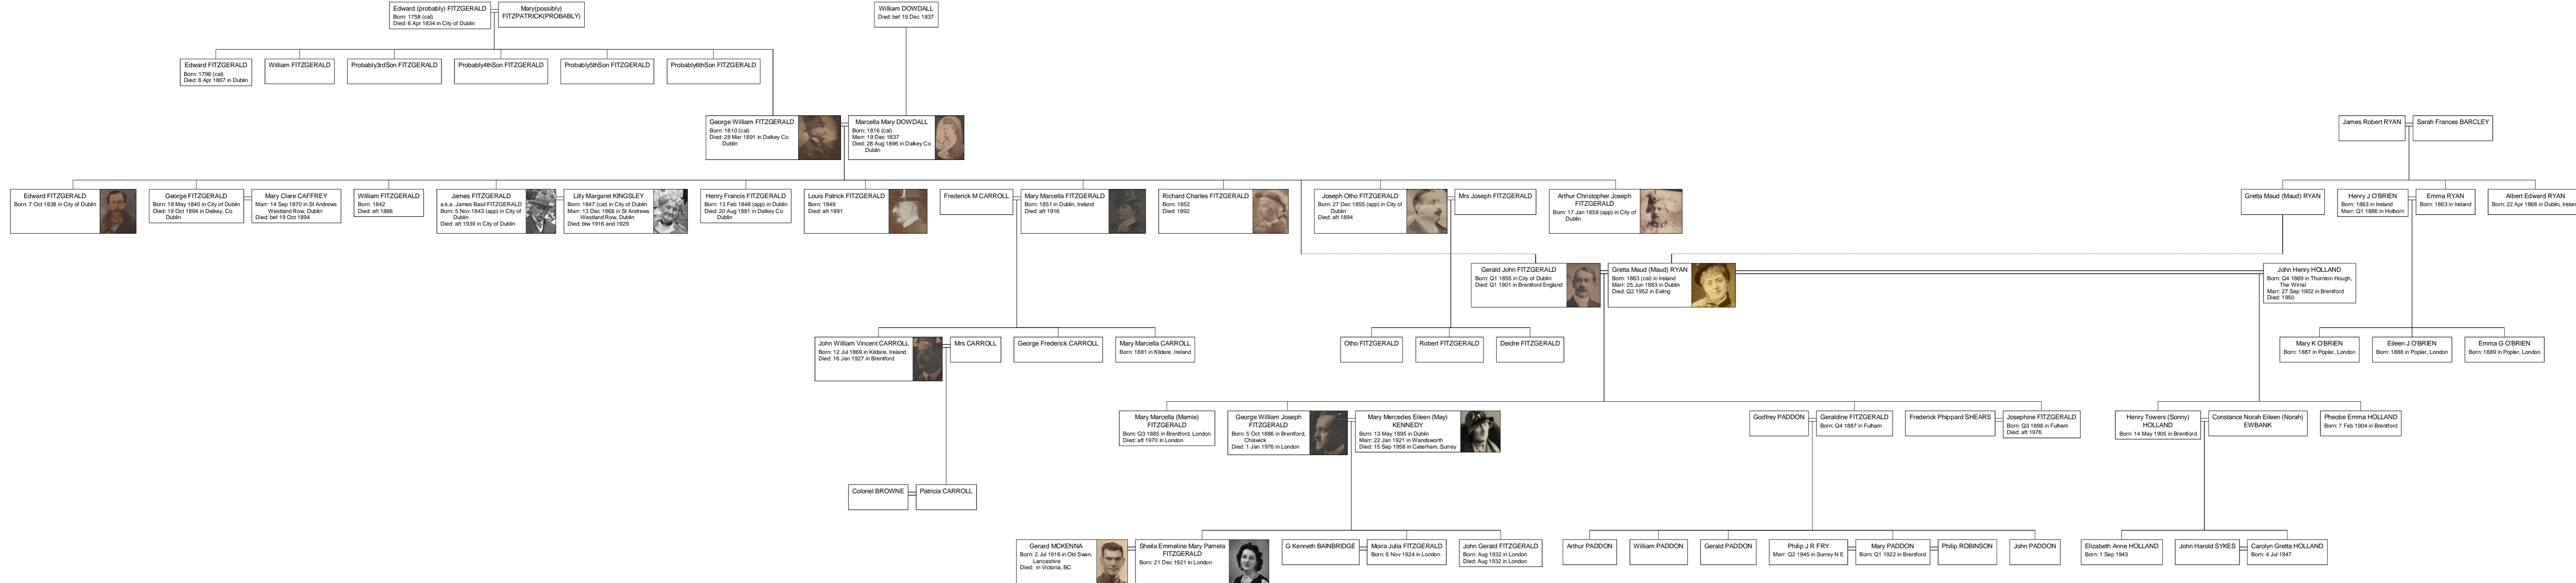 Edward (probably) FITZGERALD
Born: 1758 (cal)
Died: 6 Apr 1834 in City of Dublin
Mary(possibly)
FITZPATRICK(PROBABLY)
William DOWDALL
Died: bef 19 Dec 1837
Edward FITZGERALD
Born: 1796 (cal)
Died: 6 Apr 1867 in Dublin
William FITZGERALD
Probably3rdSon FITZGERALD
Probably4thSon FITZGERALD
Probably5thSon FITZGERALD
Probably6thSon FITZGERALD
George William FITZGERALD
Born: 1810 (cal)
Died: 28 Mar 1891 in Dalkey Co
Dublin
Marcella Mary DOWDALL
Born: 1816 (cal)
Marr: 19 Dec 1837
Died: 28 Aug 1896 in Dalkey Co
Dublin
James Robert RYAN
Sarah Frances BARCLEY
Edward FITZGERALD
Born: 7 Oct 1838 in City of Dublin
George FITZGERALD
Born: 18 May 1840 in City of Dublin
Died: 19 Oct 1894 in Dalkey, Co
Dublin
Mary Clare CAFFREY
Marr: 14 Sep 1870 in St Andrews
Westland Row, Dublin
Died: bef 19 Oct 1894
William FITZGERALD
Born: 1842
Died: aft 1866
James FITZGERALD
a.k.a. James Basil FITZGERALD
Born: 5 Nov 1843 (app) in City of
Dublin
Died: aft 1939 in City of Dublin
Lilly Margaret KINGSLEY
Born: 1847 (cal) in City of Dublin
Marr: 13 Dec 1868 in St Andrews
Westland Row, Dublin
Died: btw 1916 and 1929
Henry Francis FITZGERALD
Born: 13 Feb 1848 (app) in Dublin
Died: 20 Aug 1881 in Dalkey Co
Dublin
Louis Patrick FITZGERALD
Born: 1849
Died: aft 1891
Frederick M CARROLL
Mary Marcella FITZGERALD
Born: 1851 in Dublin, Ireland
Died: aft 1916
Richard Charles FITZGERALD
Born: 1852
Died: 1892
Joseph Otho FITZGERALD
Born: 27 Dec 1855 (app) in City of
Dublin
Died: aft 1894
Mrs Joseph FITZGERALD
Arthur Christopher Joseph
FITZGERALD
Born: 17 Jan 1858 (app) in City of
Dublin
Gretta Maud (Maud) RYAN
Henry J O'BRIEN
Born: 1863 in Ireland
Marr: Q1 1886 in Holborn
Emma RYAN
Born: 1863 in Ireland
Albert Edward RYAN
Born: 22 Apr 1868 in Dublin, Irelan
Gerald John FITZGERALD
Born: Q1 1855 in City of Dublin
Died: Q1 1901 in Brentford England
Gretta Maud (Maud) RYAN
Born: 1863 (cal) in Ireland
Marr: 25 Jun 1883 in Dublin
Died: Q2 1952 in Ealing
John Henry HOLLAND
Born: Q4 1869 in Thornton Hough,
The Wirral
Marr: 27 Sep 1902 in Brentford
Died: 1950
John William Vincent CARROLL
Born: 12 Jul 1869 in Kildare, Ireland
Died: 16 Jan 1927 in Brentford
Mrs CARROLL
George Frederick CARROLL
Mary Marcella CARROLL
Born: 1881 in Kildare, Ireland
Otho FITZGERALD
Robert FITZGERALD
Deidre FITZGERALD
Mary K O'BRIEN
Born: 1887 in Poplar, London
Eileen J O'BRIEN
Born: 1888 in Poplar, London
Emma G O'BRIEN
Born: 1889 in Poplar, London
Mary Marcella (Mamie)
FITZGERALD
Born: Q3 1885 in Brentford, London
Died: aft 1970 in London
George William Joseph
FITZGERALD
Born: 5 Oct 1886 in Brentford,
Chiswick
Died: 1 Jan 1976 in London
Mary Mercedes Eileen (May)
KENNEDY
Born: 13 May 1895 in Dublin
Marr: 22 Jan 1921 in Wandsworth
Died: 15 Sep 1958 in Caterham, Surrey
Godfrey PADDON
Geraldine FITZGERALD
Born: Q4 1887 in Fulham
Frederick Phippard SHEARS
Josephine FITZGERALD
Born: Q3 1898 in Fulham
Died: aft 1976
Henry Towers (Sonny)
HOLLAND
Born: 14 May 1905 in Brentford
Constance Norah Eileen (Norah)
EWBANK
Pheobe Emma HOLLAND
Born: 7 Feb 1904 in Brentford
Colonel BROWNE
Patricia CARROLL
Gerard MCKENNA
Born: 2 Jul 1916 in Old Swan,
Lancashire
Died: in Victoria, BC
Sheila Emmeline Mary Pamela
FITZGERALD
Born: 21 Dec 1921 in London
G Kenneth BAINBRIDGE
Moira Julia FITZGERALD
Born: 6 Nov 1924 in London
John Gerald FITZGERALD
Born: Aug 1932 in London
Died: Aug 1932 in London
Arthur PADDON
William PADDON
Gerald PADDON
Philip J R FRY
Marr: Q2 1945 in Surrey N E
Mary PADDON
Born: Q1 1922 in Brentford
Philip ROBINSON
John PADDON
Elizabeth Anne HOLLAND
Born: 1 Sep 1943
John Harold SYKES
Carolyn Gretta HOLLAND
Born: 4 Jul 1947